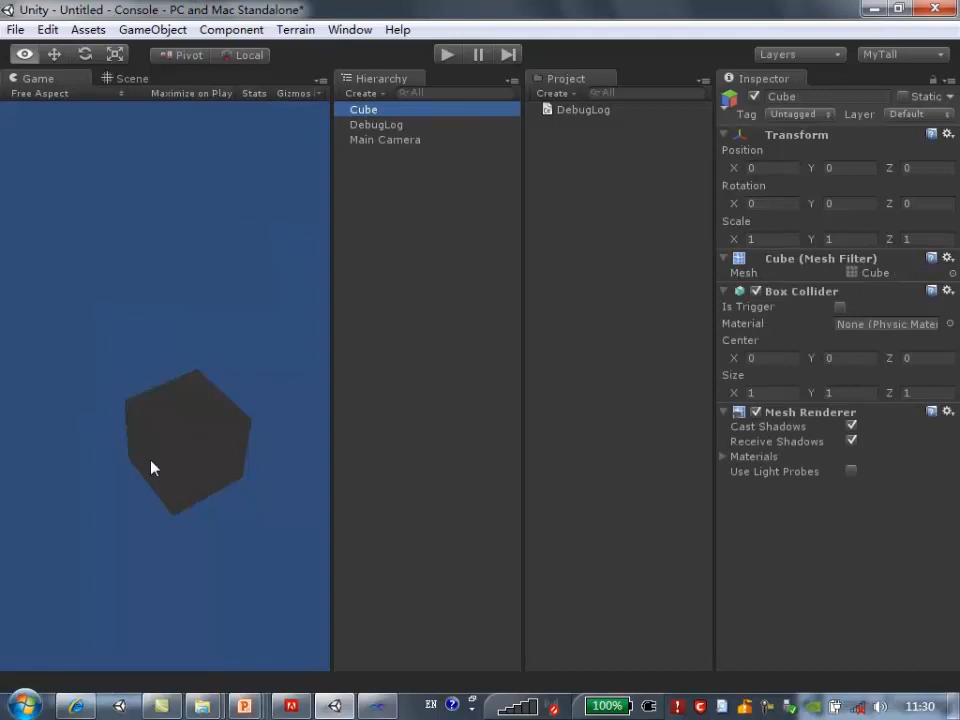 Unity - Untitled - Console - PC and Mac Standalone*
File Edit Assets GameObject Component Terrain Window Help
Pivot Local Layers MyTall
Game Scene Hierarchy Project Inspector
Free Aspect Maximize on Play Stats Gizmos Create All Create All Cube Static
Tag Untagged Layer Default
Cube DebugLog
DebugLog
Main Camera
Transform
Position
X 0 Y 0 Z 0
Rotation
X 0 Y 0 Z 0
Scale
X 1 Y 1 Z 1
Cube (Mesh Filter)
Mesh Cube
Box Collider
Is Trigger
Material None (Physic Mater
Center
X 0 Y 0 Z 0
Size
X 1 Y 1 Z 1
Mesh Renderer
Cast Shadows
Receive Shadows
Materials
Use Light Probes
EN 100% 11:30